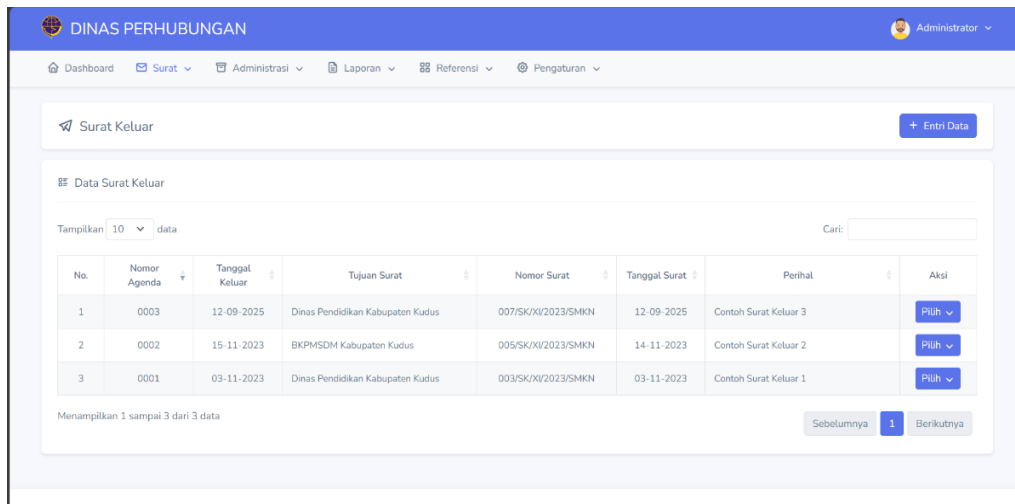 DINAS PERHUBUNGAN
Administrator
Dashboard Surat Administrasi Laporan Referensi Pengaturan
Surat Keluar
+ Entri Data
Data Surat Keluar
Tampilkan 10 data
Cari:
No. Nomor Agenda Tanggal Keluar Tujuan Surat Nomor Surat Tanggal Surat Perihal Aksi
1 0003 12-09-2025 Dinas Pendidikan Kabupaten Kudus 007/SK/XI/2023/SMKN 12-09-2025 Contoh Surat Keluar 3 Pilih
2 0002 15-11-2023 BKPMSDM Kabupaten Kudus 005/SK/XI/2023/SMKN 14-11-2023 Contoh Surat Keluar 2 Pilih
3 0001 03-11-2023 Dinas Pendidikan Kabupaten Kudus 003/SK/XI/2023/SMKN 03-11-2023 Contoh Surat Keluar 1 Pilih
Menampilkan 1 sampai 3 dari 3 data
Sebelumnya 1 Berikutnya